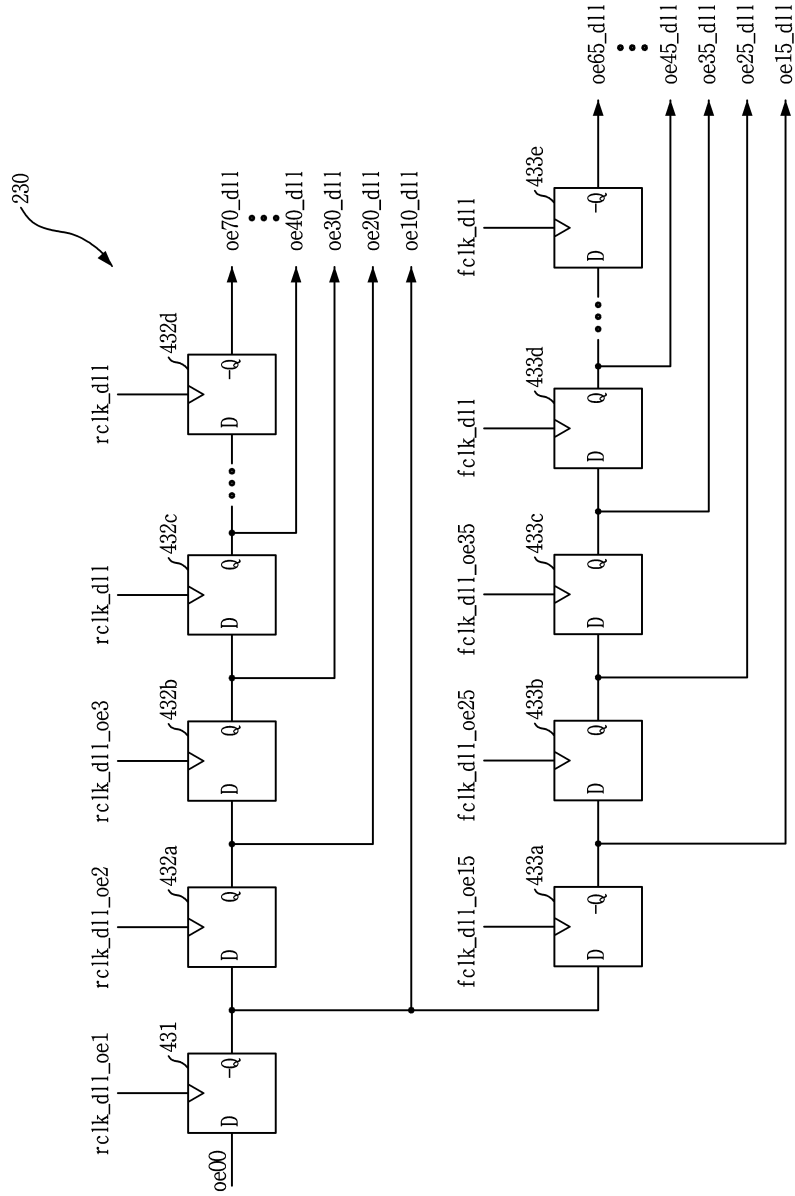 230
rclk_dll_oe1
rclk_dll_oe2
rclk_dll_oe3
rclk_dll
rclk_dll
431
432a
432b
432c
432d
oe00
D
-Q
D
Q
D
Q
D
Q
D
-Q
oe70_dll
oe40_dll
oe30_dll
oe20_dll
oe10_dll
fclk_dll_oe15
fclk_dll_oe25
fclk_dll_oe35
fclk_dll
fclk_dll
433a
433b
433c
433d
433e
D
-Q
D
Q
D
Q
D
Q
D
-Q
oe65_dll
oe45_dll
oe35_dll
oe25_dll
oe15_dll